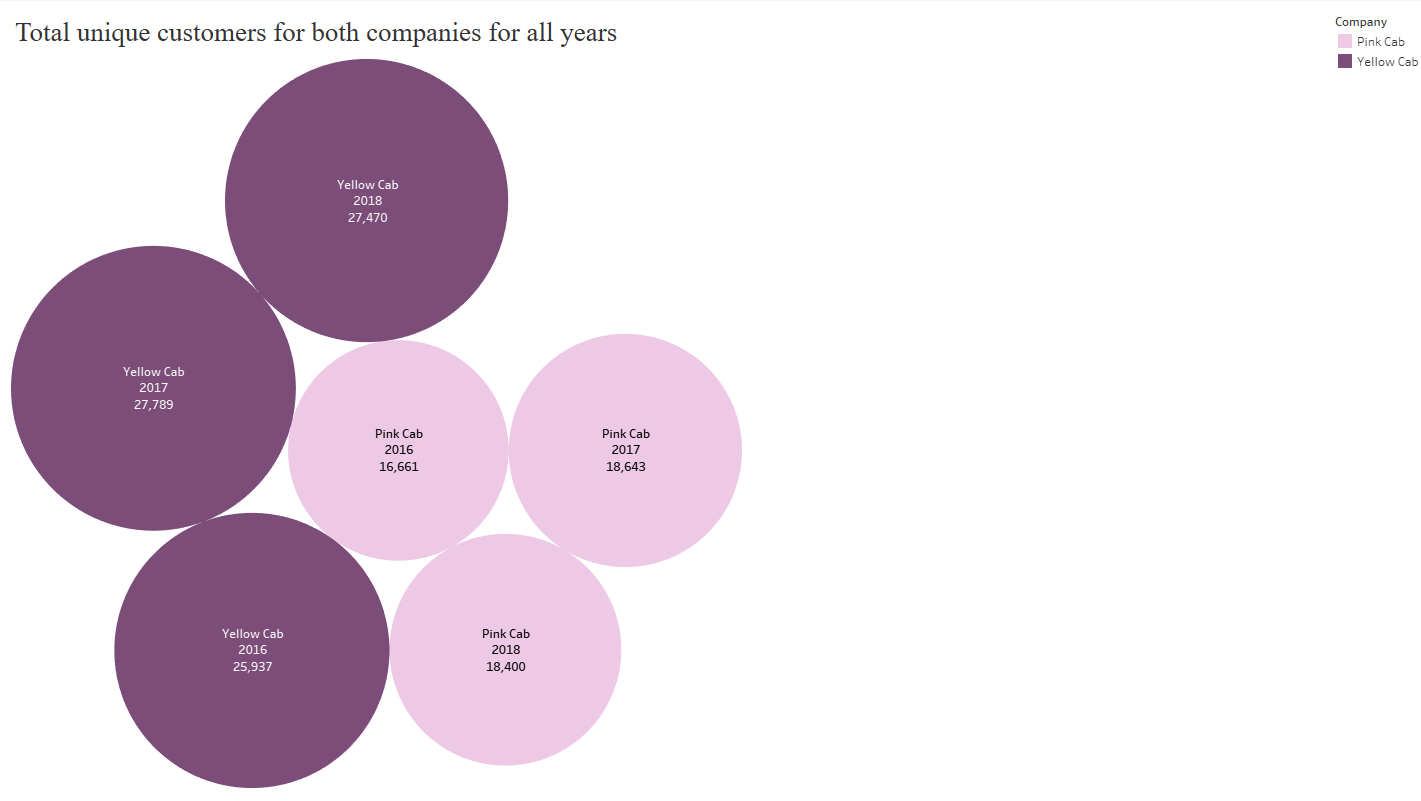 Total unique customers for both companies for all years
Company
Pink Cab
Yellow Cab
Yellow Cab
2018
27,470
Yellow Cab
2017
27,789
Pink Cab
2016
16,661
Pink Cab
2017
18,643
Yellow Cab
2016
25,937
Pink Cab
2018
18,400